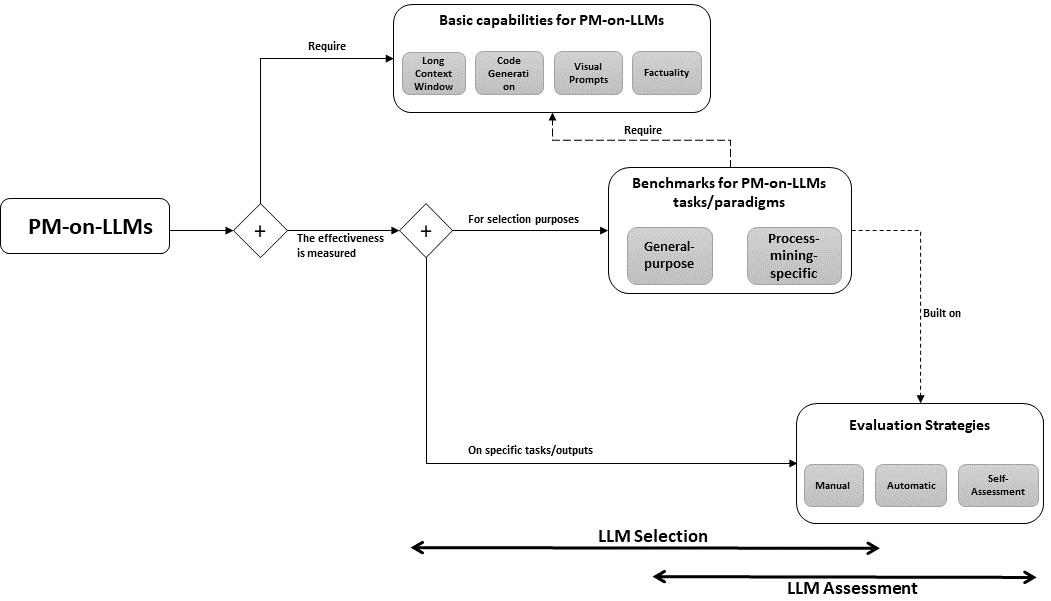 Basic capabilities for PM-on-LLMs
Require
Long
Context
Window
Code
Generati
on
Visual
Prompts
Factuality
Require
Benchmarks for PM-on-LLMs
tasks/paradigms
PM-on-LLMs
+
The effectiveness
is measured
+
For selection purposes
General-
purpose
Process-
mining-
specific
Built on
Evaluation Strategies
On specific tasks/outputs
Manual
Automatic
Self-
Assessment
LLM Selection
LLM Assessment